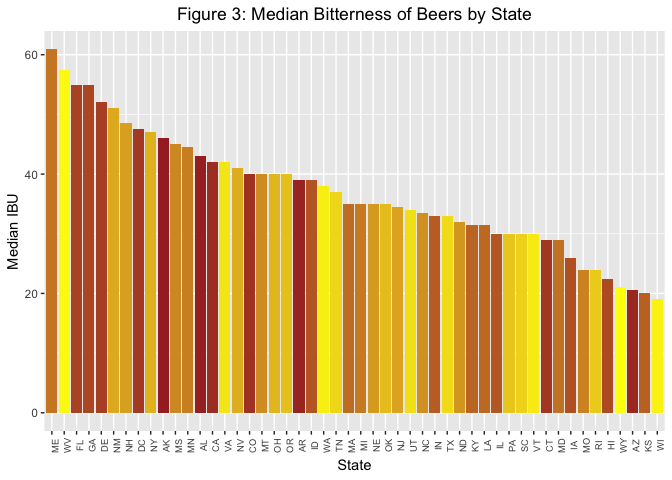 Figure 3: Median Bitterness of Beers by State
Median IBU
60
40
20
0
ME WV FL GA DE NM NH DC NY AK MS MN AL CA VA NV CO MT OH OR AR ID WA TN MA MI NE OK NJ UT NC IN TX ND KY LA IL PA SC VT CT MD IA MO RI HI WY AZ KS WI
State